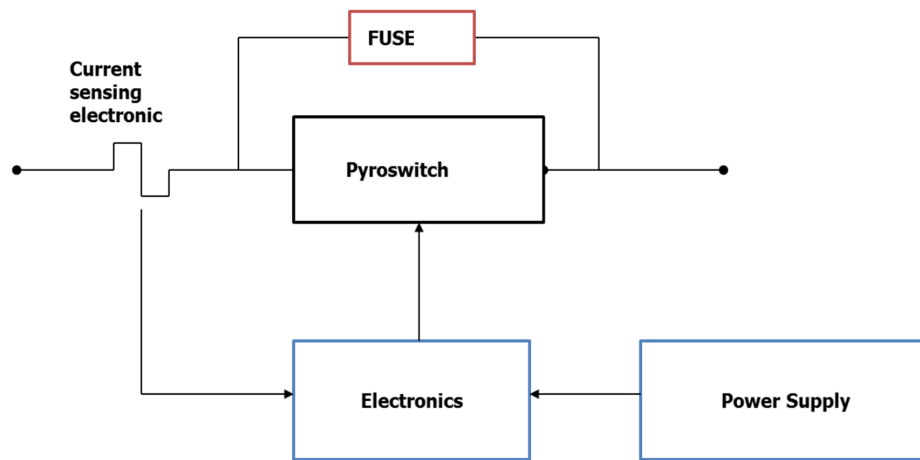 FUSE
Current
sensing
electronic
Pyroswitch
Electronics
Power Supply